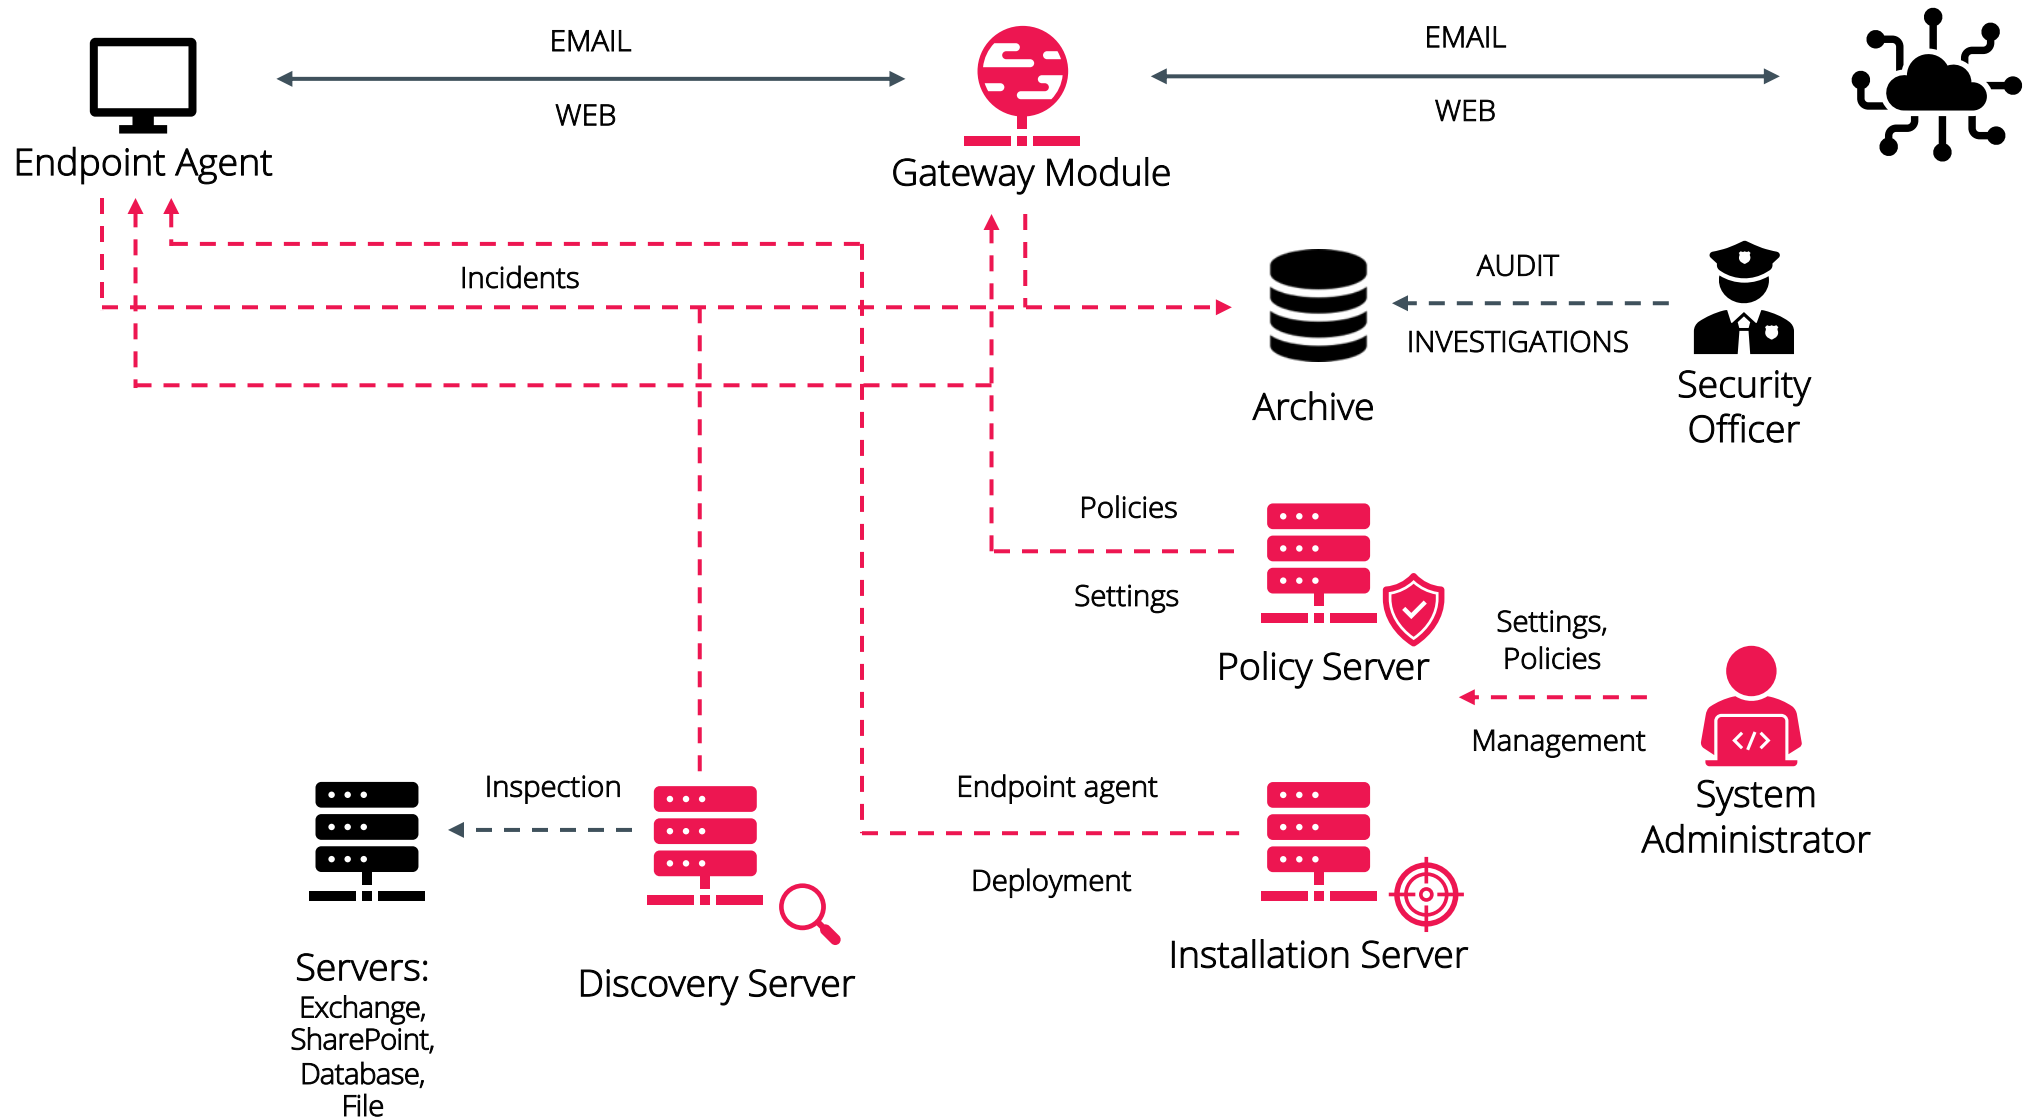 EMAIL
WEB
EMAIL
WEB
Endpoint Agent
Gateway Module
Incidents
AUDIT
INVESTIGATIONS
Archive
Security
Officer
Policies
Settings
Policy Server
Settings,
Policies
Management
System
Administrator
Inspection
Endpoint agent
Deployment
Servers:
Exchange,
SharePoint,
Database,
File
Discovery Server
Installation Server